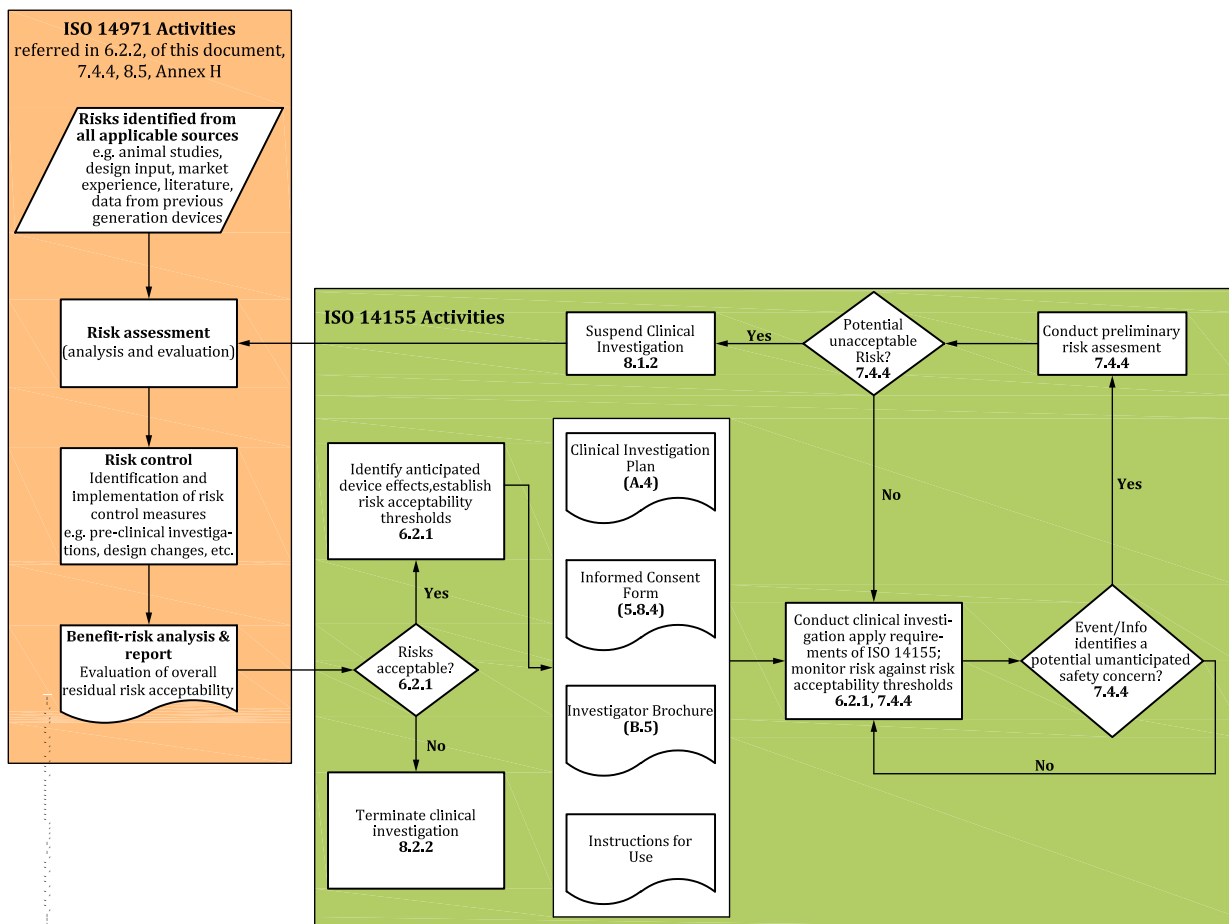 ISO 14971 Activities
referred in 6.2.2, of this document,
7.4.4, 8.5, Annex H
Risks identified from
all applicable sources
e.g. animal studies,
design input, market
experience, literature,
data from previous
generation devices
Risk assessment
(analysis and evaluation)
Risk control
Identification and
implementation of risk
control measures
e.g. pre-clinical investiga-
tions, design changes, etc.
Benefit-risk analysis &
report
Evaluation of overall
residual risk acceptability
ISO 14155 Activities
Suspend Clinical
Investigation
8.1.2
Yes
Potential
unacceptable
Risk?
7.4.4
Conduct preliminary
risk assesment
7.4.4
Identify anticipated
device effects,establish
risk acceptability
thresholds
6.2.1
Yes
Risks
acceptable?
6.2.1
No
Terminate clinical
investigation
8.2.2
Clinical Investigation
Plan
(A.4)
Informed Consent
Form
(5.8.4)
Investigator Brochure
(B.5)
Instructions for
Use
No
Conduct clinical investi-
gation apply require-
ments of ISO 14155;
monitor risk against risk
acceptability thresholds
6.2.1, 7.4.4
Yes
Event/Info
identifies a
potential umanticipated
safety concern?
7.4.4
No